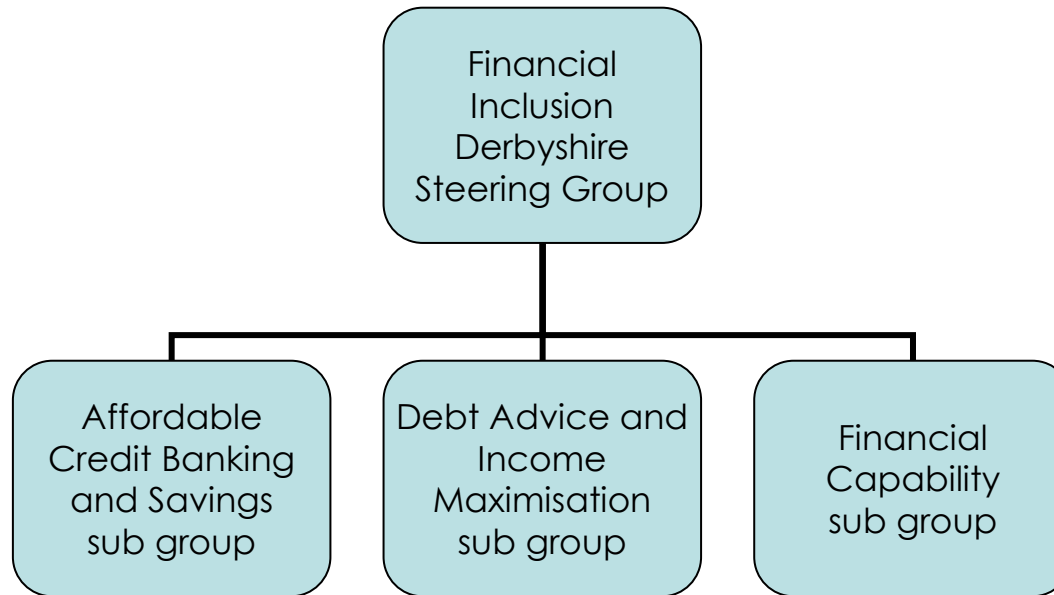 Financial
Inclusion
Derbyshire
Steering Group
Affordable
Credit Banking
and Savings
sub group
Debt Advice and
Income
Maximisation
sub group
Financial
Capability
sub group